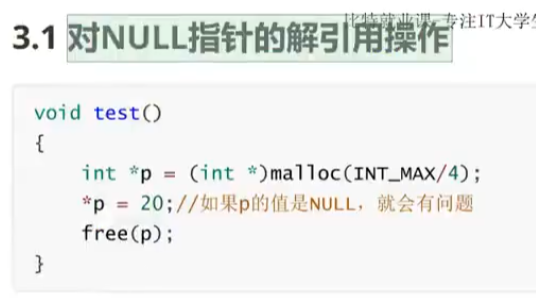 比特就业课-专注IT大学生
3.1 对NULL指针的解引用操作
void test()
{
    int *p = (int *)malloc(INT_MAX/4);
    *p = 20;//如果p的值是NULL，就会有问题
    free(p);
}